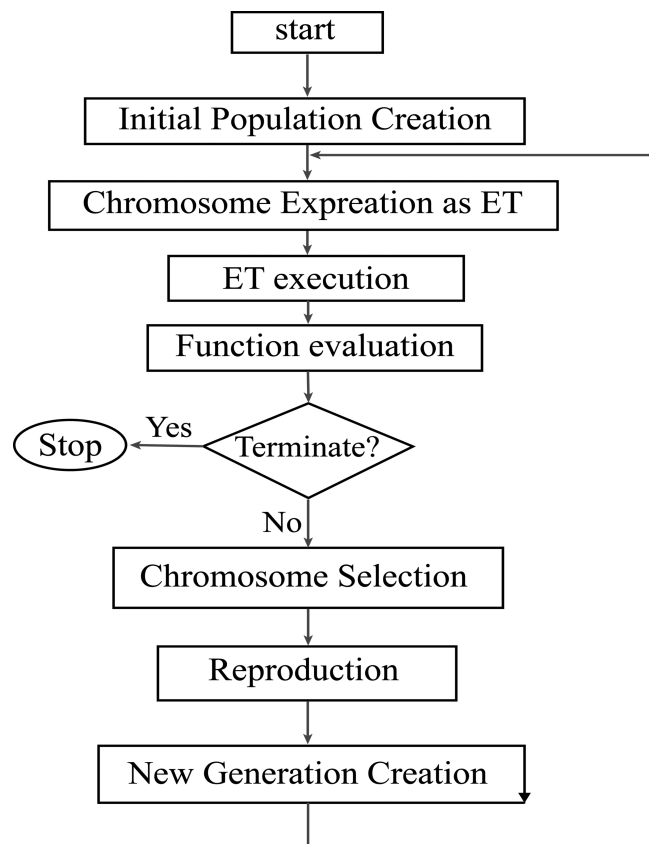 start
Initial Population Creation
Chromosome Expreation as ET
ET execution
Function evaluation
Terminate?
Yes
Stop
No
Chromosome Selection
Reproduction
New Generation Creation